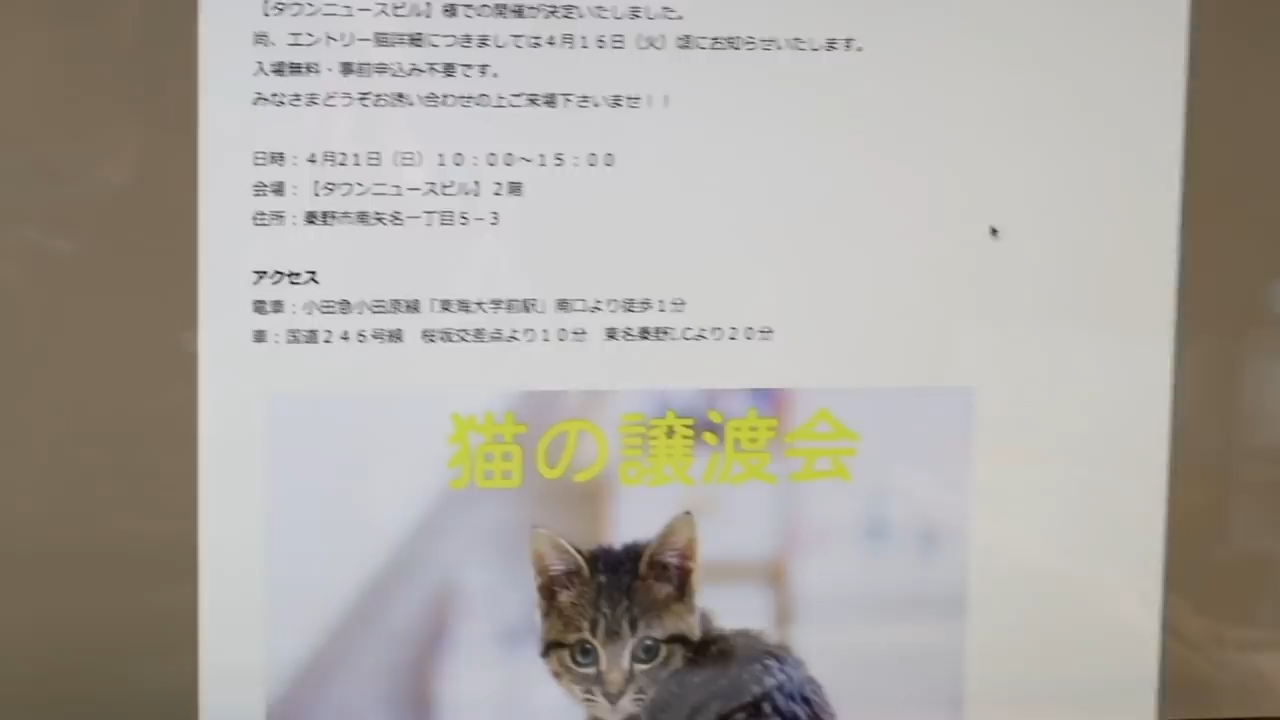 【タウンニュースビル】様での開催が決定いたしました。
尚、エントリー猫詳細につきましては４月１６日（火）頃にお知らせいたします。
入場無料・事前申込み不要です。
みなさまどうぞお誘い合わせの上ご来場下さいませ！！
日時：４月２１日（日）１０：００～１５：００
会場：【タウンニュースビル】２階
住所：秦野市南矢名一丁目５－３
アクセス
電車：小田急小田原線「東海大学前駅」南口より徒歩１分
車：国道２４６号線　桜坂交差点より１０分　東名秦野I.Cより２０分
猫の譲渡会